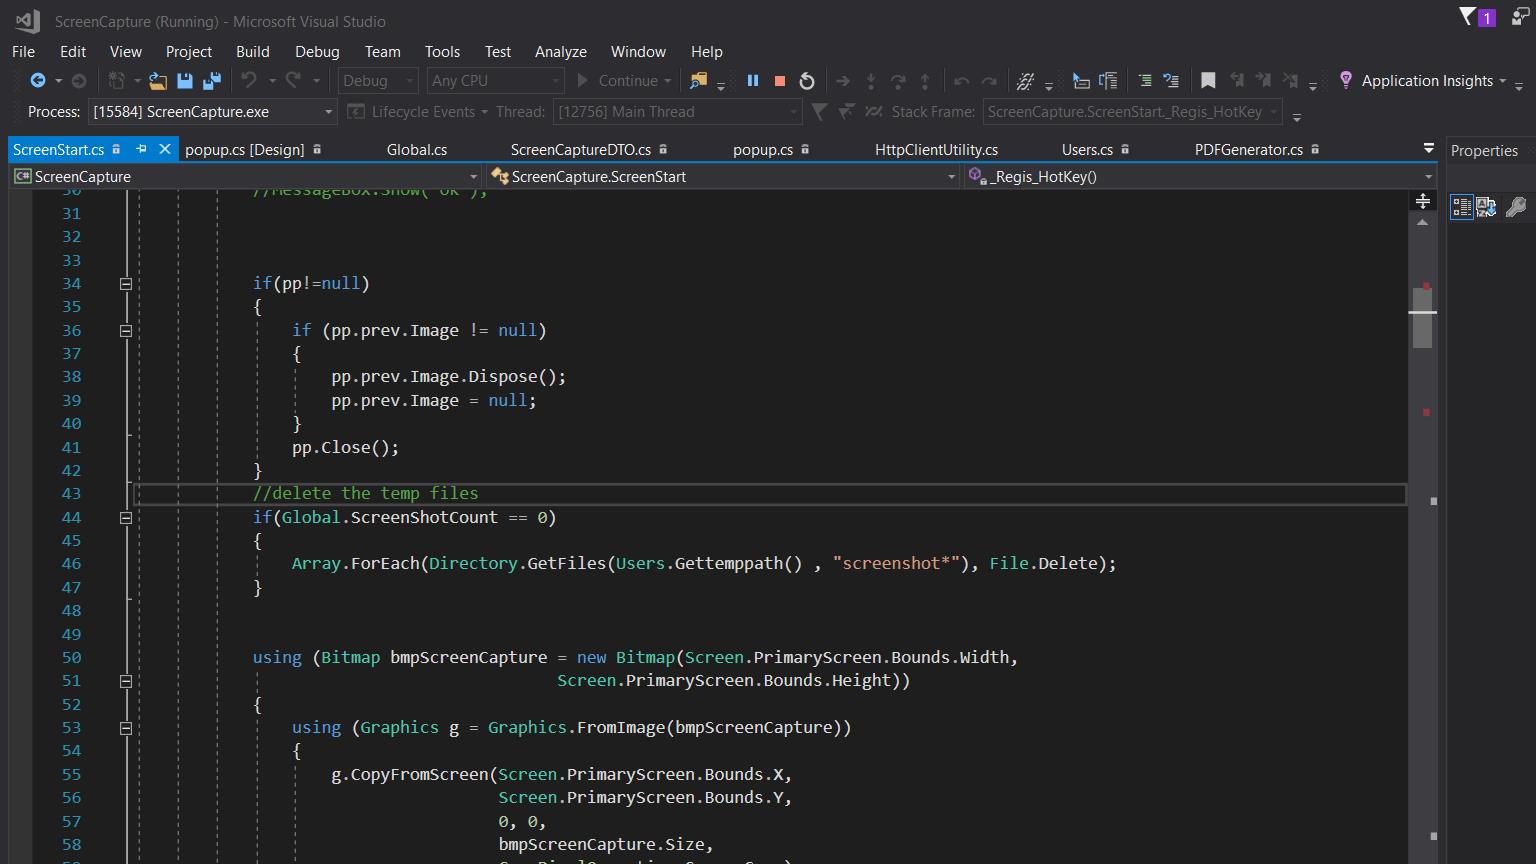 ScreenCapture (Running) - Microsoft Visual Studio
1
File Edit View Project Build Debug Team Tools Test Analyze Window Help
Debug Any CPU Continue Application Insights
Process: [15584] ScreenCapture.exe Lifecycle Events Thread: [12756] Main Thread Stack Frame: ScreenCapture.ScreenStart._Regis_HotKey
ScreenStart.cs popup.cs [Design] Global.cs ScreenCaptureDTO.cs popup.cs HttpClientUtility.cs Users.cs PDFGenerator.cs Properties
C# ScreenCapture ScreenCapture.ScreenStart _Regis_HotKey()
30 //MessageBox.Show("ok");
31
32
33
34 if(pp!=null)
35 {
36 if (pp.prev.Image != null)
37 {
38 pp.prev.Image.Dispose();
39 pp.prev.Image = null;
40 }
41 pp.Close();
42 }
43 //delete the temp files
44 if(Global.ScreenShotCount == 0)
45 {
46 Array.ForEach(Directory.GetFiles(Users.Gettemppath() , "screenshot*"), File.Delete);
47 }
48
49
50 using (Bitmap bmpScreenCapture = new Bitmap(Screen.PrimaryScreen.Bounds.Width,
51 Screen.PrimaryScreen.Bounds.Height))
52 {
53 using (Graphics g = Graphics.FromImage(bmpScreenCapture))
54 {
55 g.CopyFromScreen(Screen.PrimaryScreen.Bounds.X,
56 Screen.PrimaryScreen.Bounds.Y,
57 0, 0,
58 bmpScreenCapture.Size,